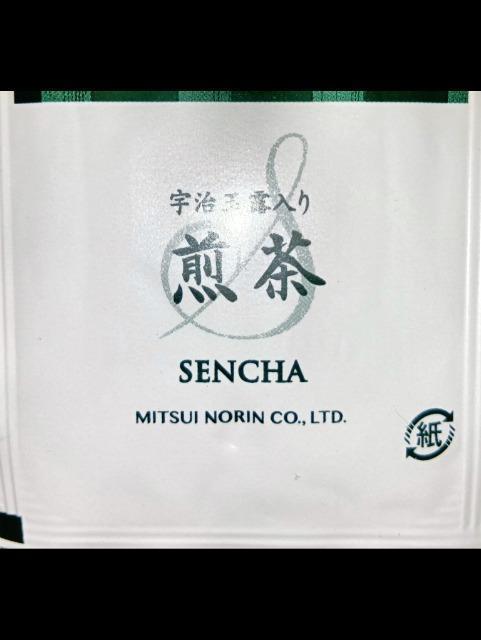 宇治玉露入り
煎茶
SENCHA
MITSUI NORIN CO., LTD.
紙